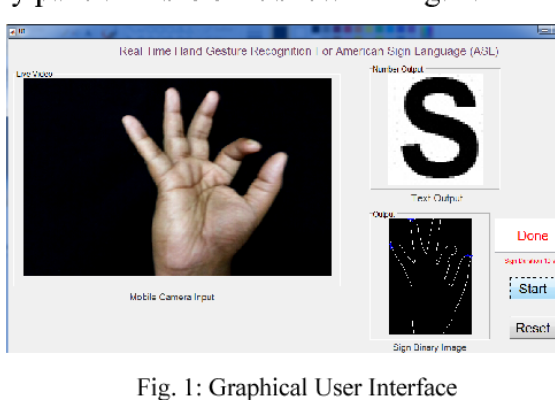 Real Time Hand Gesture Recognition For American Sign Language (ASL)
Live Video
Number Output
S
Text Output
Output
Done
Start
Mobile Camera Input
Reset
Sign Binary Image
Fig. 1: Graphical User Interface